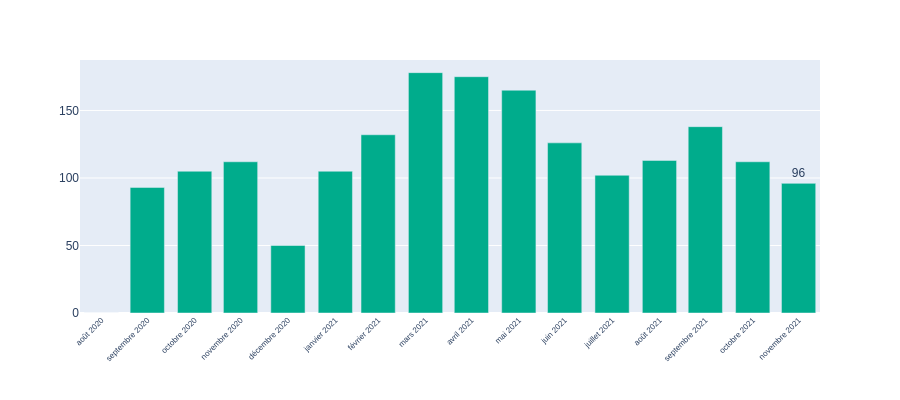 150
100
50
0
96
août 2020
septembre 2020
octobre 2020
novembre 2020
décembre 2020
janvier 2021
février 2021
mars 2021
avril 2021
mai 2021
juin 2021
juillet 2021
août 2021
septembre 2021
octobre 2021
novembre 2021